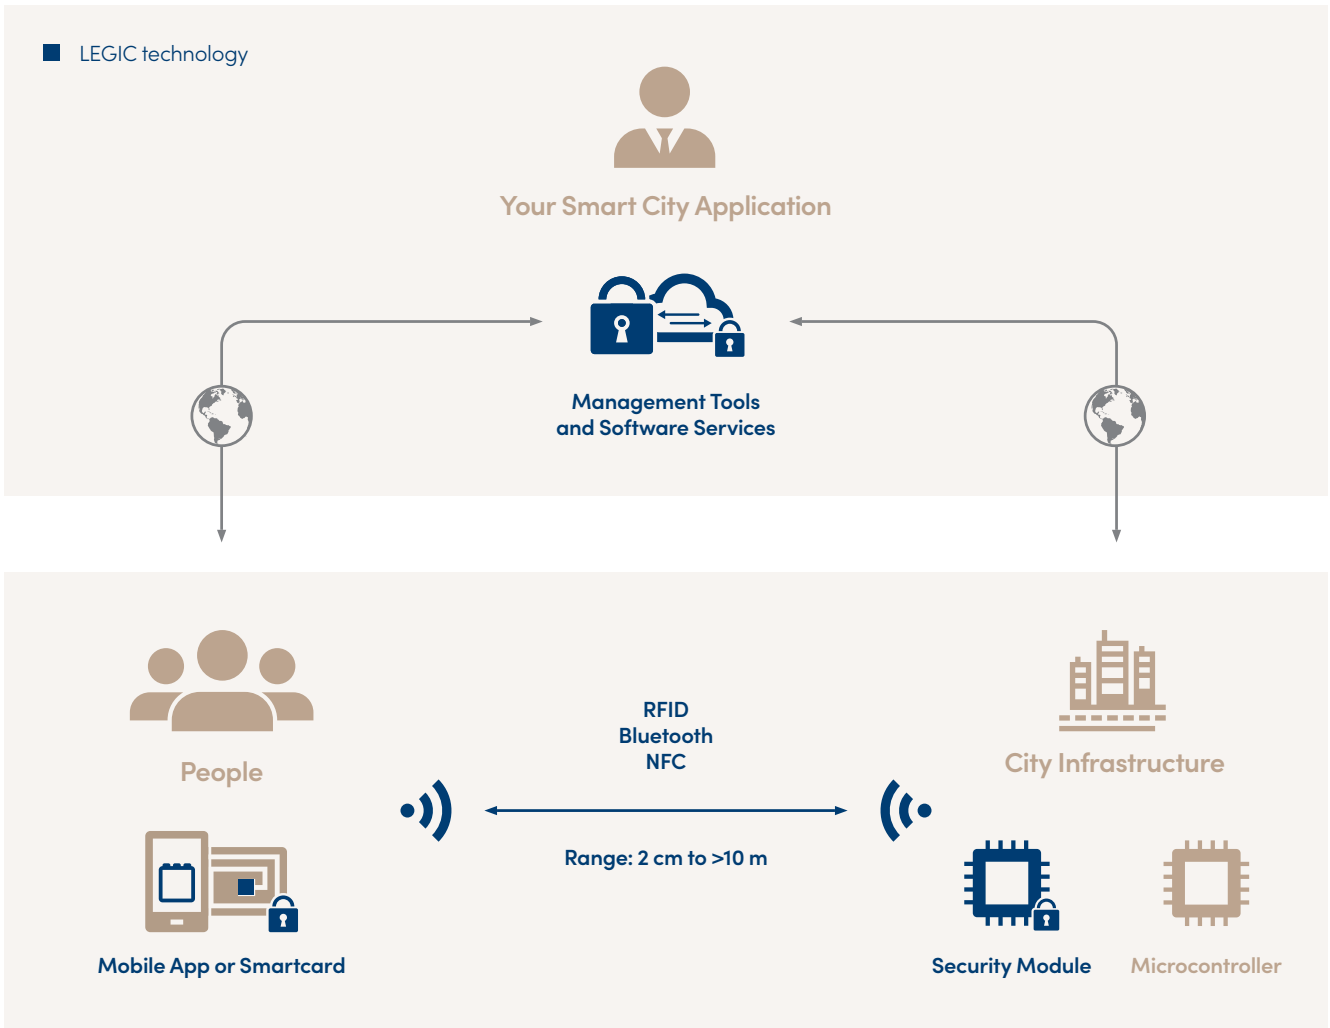 LEGIC technology
Your Smart City Application
Management Tools
and Software Services
People
RFID
Bluetooth
NFC
City Infrastructure
Range: 2 cm to >10 m
Mobile App or Smartcard
Security Module
Microcontroller